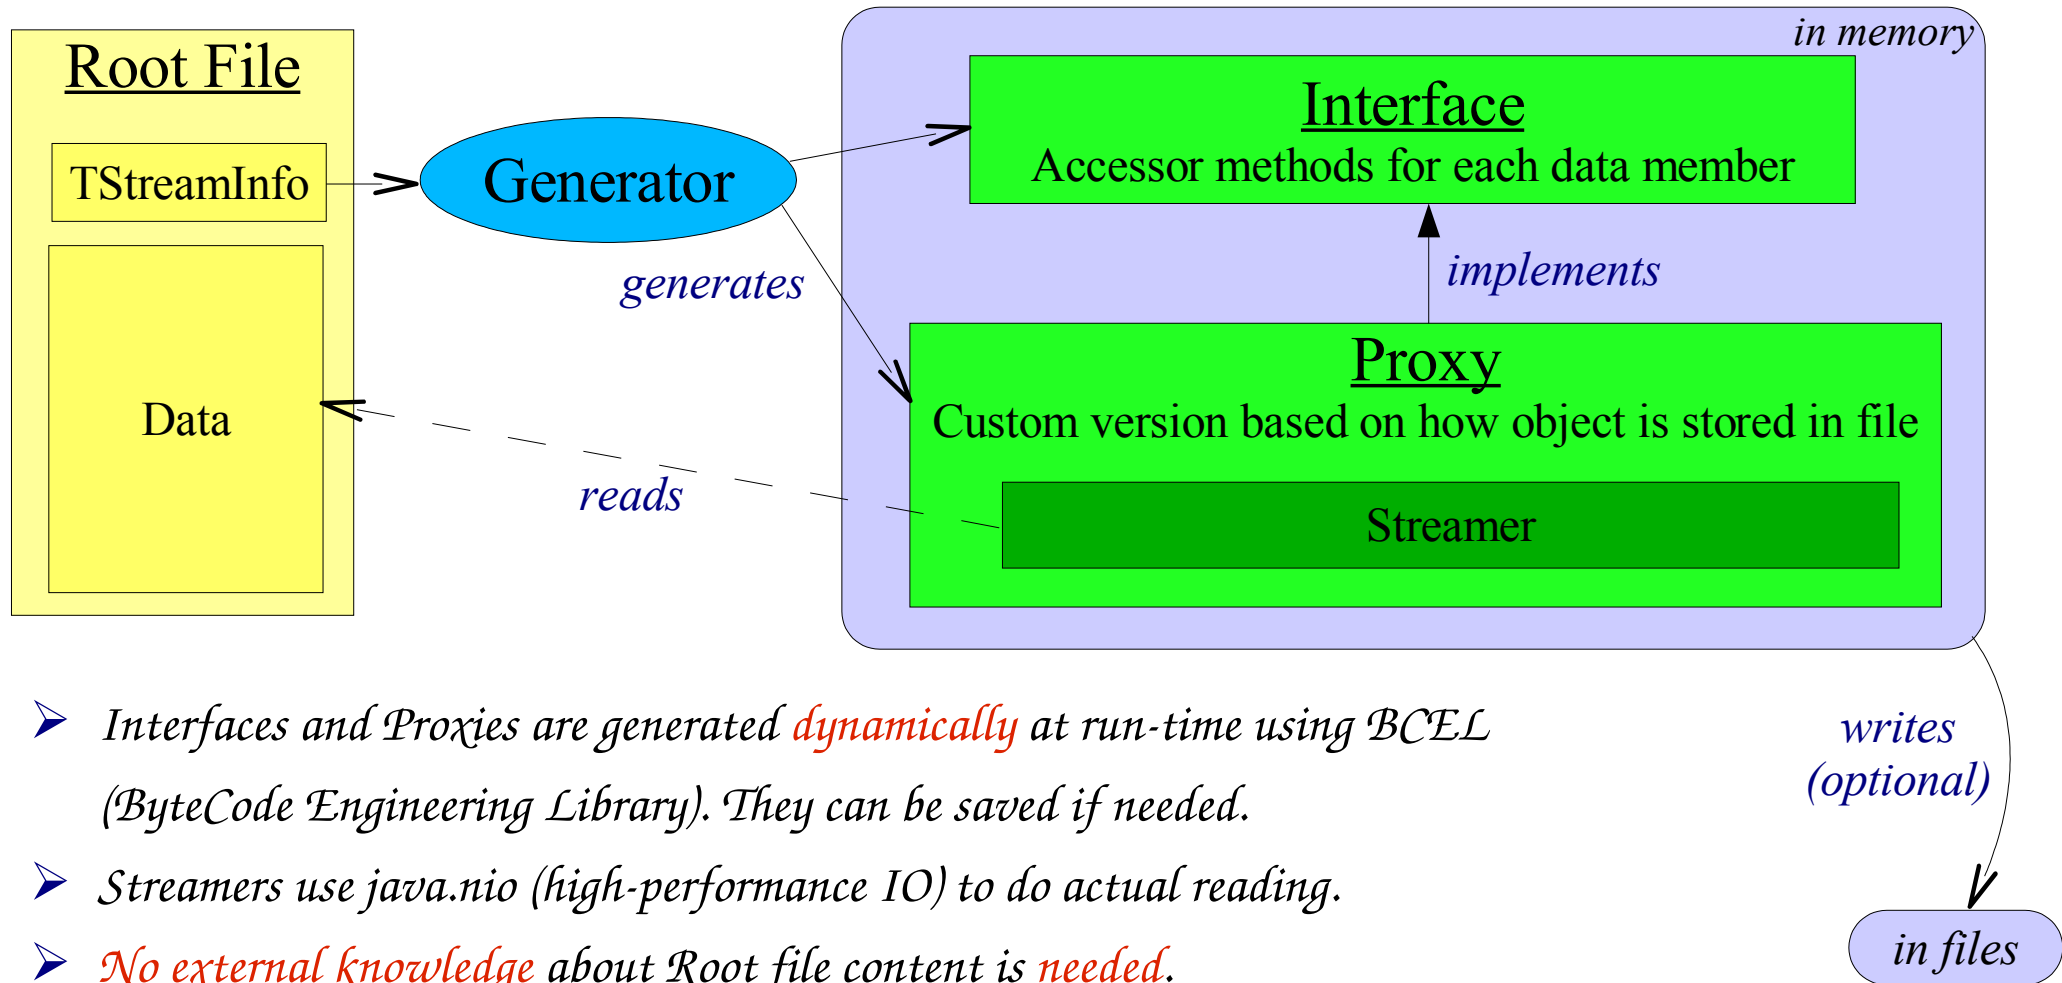 in memory
Root File
Interface
Accessor methods for each data member
TStreamInfo
Generator
generates
implements
Proxy
Custom version based on how object is stored in file
Data
reads
Streamer
Interfaces and Proxies are generated dynamically at run-time using BCEL
(ByteCode Engineering Library). They can be saved if needed.
Streamers use java.nio (high-performance IO) to do actual reading.
No external knowledge about Root file content is needed.
writes
(optional)
in files